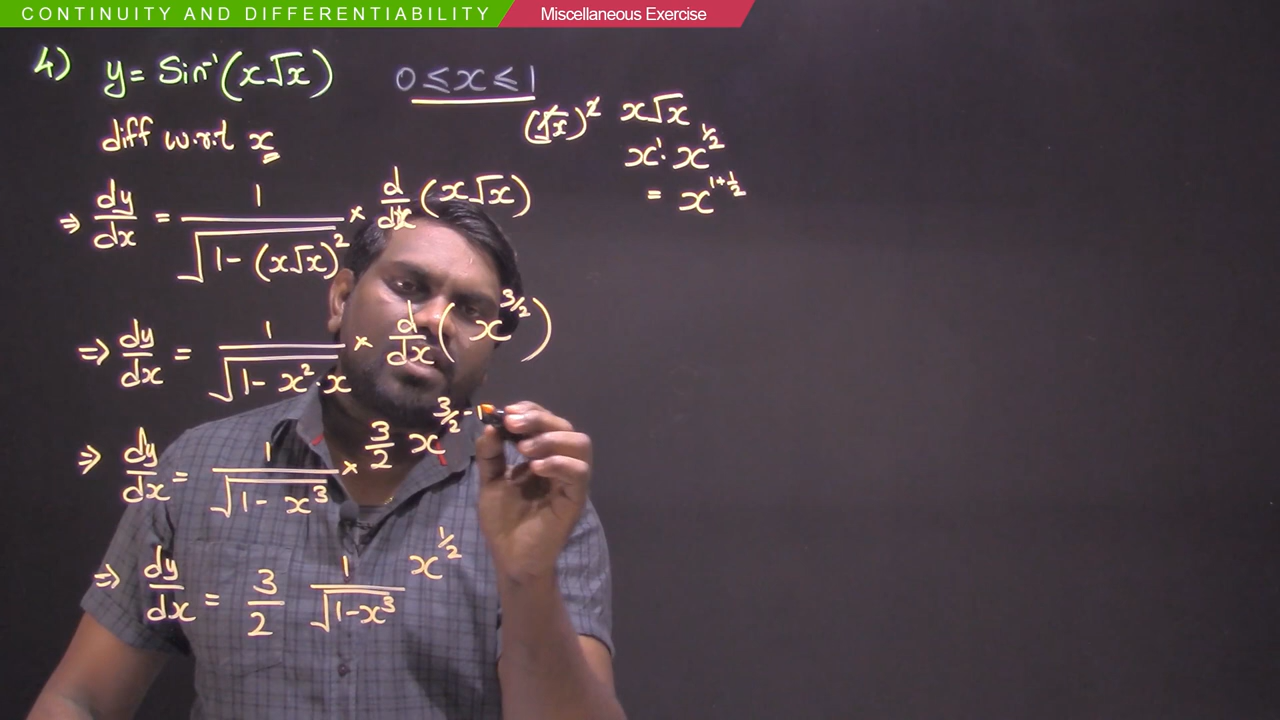 CONTINUITY AND DIFFERENTIABILITY
Miscellaneous Exercise
4) y = Sin⁻¹(x√x) 0 ≤ x ≤ 1
diff w.r.t x
(√x)² x√x
x¹·x^1/2
= x^1+1/2
⇒ dy/dx = 1/√(1-(x√x)²) × d/dx (x√x)
⇒ dy/dx = 1/√(1-x²·x) × d/dx (x^3/2)
⇒ dy/dx = 1/√(1-x³) × 3/2 x^3/2-1
⇒ dy/dx = 3/2 1/√(1-x³) x^1/2